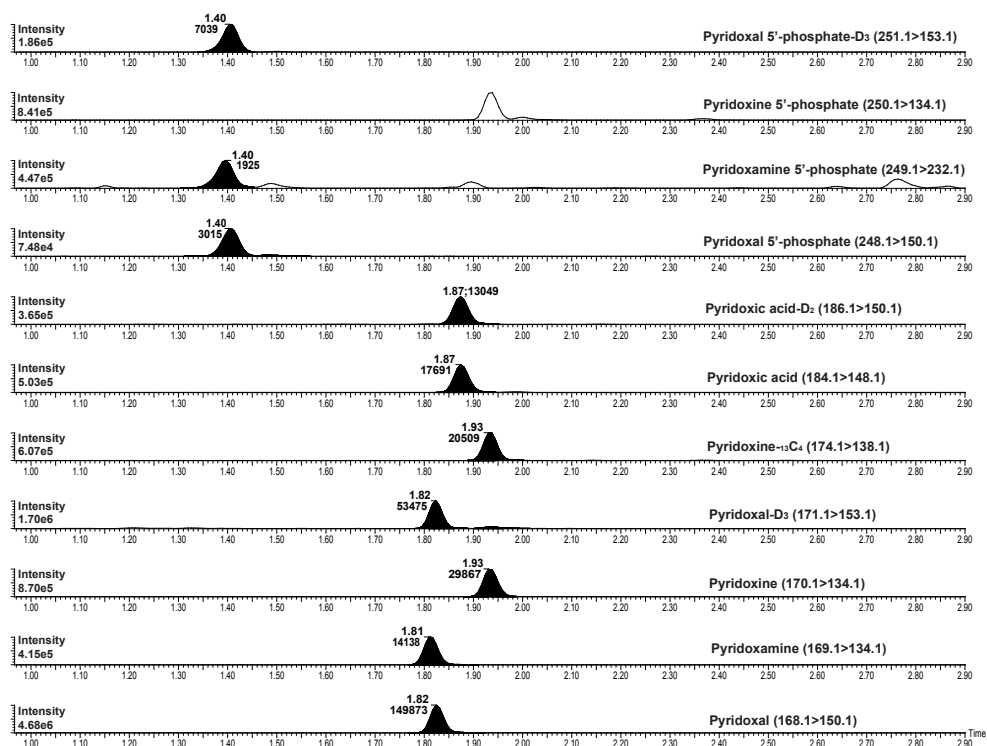 1.40
7039
Intensity
1.86e5
Pyridoxal 5’-phosphate-D3 (251.1>153.1)
1.00 1.10 1.20 1.30 1.40 1.50 1.60 1.70 1.80 1.90 2.00 2.10 2.20 2.30 2.40 2.50 2.60 2.70 2.80 2.90
Intensity
8.41e5
Pyridoxine 5’-phosphate (250.1>134.1)
1.00 1.10 1.20 1.30 1.40 1.50 1.60 1.70 1.80 1.90 2.00 2.10 2.20 2.30 2.40 2.50 2.60 2.70 2.80 2.90
1.40
1925
Intensity
4.47e5
Pyridoxamine 5’-phosphate (249.1>232.1)
1.00 1.10 1.20 1.30 1.40 1.50 1.60 1.70 1.80 1.90 2.00 2.10 2.20 2.30 2.40 2.50 2.60 2.70 2.80 2.90
1.40
3015
Intensity
7.48e4
Pyridoxal 5’-phosphate (248.1>150.1)
1.00 1.10 1.20 1.30 1.40 1.50 1.60 1.70 1.80 1.90 2.00 2.10 2.20 2.30 2.40 2.50 2.60 2.70 2.80 2.90
1.87;13049
Intensity
3.65e5
Pyridoxic acid-D2 (186.1>150.1)
1.00 1.10 1.20 1.30 1.40 1.50 1.60 1.70 1.80 1.90 2.00 2.10 2.20 2.30 2.40 2.50 2.60 2.70 2.80 2.90
1.87
17691
Intensity
5.03e5
Pyridoxic acid (184.1>148.1)
1.00 1.10 1.20 1.30 1.40 1.50 1.60 1.70 1.80 1.90 2.00 2.10 2.20 2.30 2.40 2.50 2.60 2.70 2.80 2.90
1.93
20509
Intensity
6.07e5
Pyridoxine-13C4 (174.1>138.1)
1.00 1.10 1.20 1.30 1.40 1.50 1.60 1.70 1.80 1.90 2.00 2.10 2.20 2.30 2.40 2.50 2.60 2.70 2.80 2.90
1.82
53475
Intensity
1.70e6
Pyridoxal-D3 (171.1>153.1)
1.00 1.10 1.20 1.30 1.40 1.50 1.60 1.70 1.80 1.90 2.00 2.10 2.20 2.30 2.40 2.50 2.60 2.70 2.80 2.90
1.93
29867
Intensity
8.70e5
Pyridoxine (170.1>134.1)
1.00 1.10 1.20 1.30 1.40 1.50 1.60 1.70 1.80 1.90 2.00 2.10 2.20 2.30 2.40 2.50 2.60 2.70 2.80 2.90
1.81
14138
Intensity
4.15e5
Pyridoxamine (169.1>134.1)
1.00 1.10 1.20 1.30 1.40 1.50 1.60 1.70 1.80 1.90 2.00 2.10 2.20 2.30 2.40 2.50 2.60 2.70 2.80 2.90
1.82
149873
Intensity
4.68e6
Pyridoxal (168.1>150.1)
Time
1.00 1.10 1.20 1.30 1.40 1.50 1.60 1.70 1.80 1.90 2.00 2.10 2.20 2.30 2.40 2.50 2.60 2.70 2.80 2.90